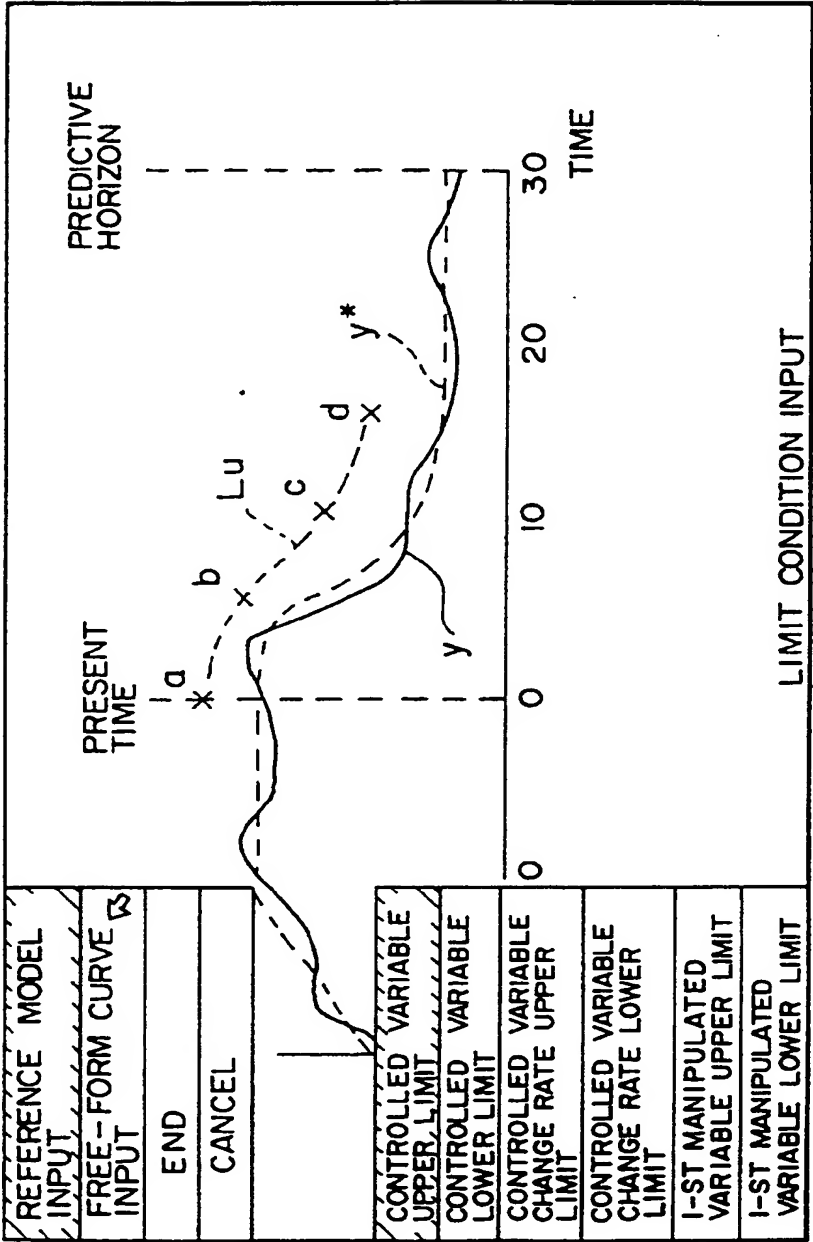 REFERENCE MODEL
INPUT
FREE-FORM CURVE
INPUT
END
CANCEL
CONTROLLED VARIABLE
UPPER LIMIT
CONTROLLED VARIABLE
LOWER LIMIT
CONTROLLED VARIABLE
CHANGE RATE UPPER
LIMIT
CONTROLLED VARIABLE
CHANGE RATE LOWER
LIMIT
I-ST MANIPULATED
VARIABLE UPPER LIMIT
I-ST MANIPULATED
VARIABLE LOWER LIMIT
PRESENT
TIME
PREDICTIVE
HORIZON
a
b
Lu
c
d
y*
y
0
0
10
20
30
TIME
LIMIT CONDITION INPUT